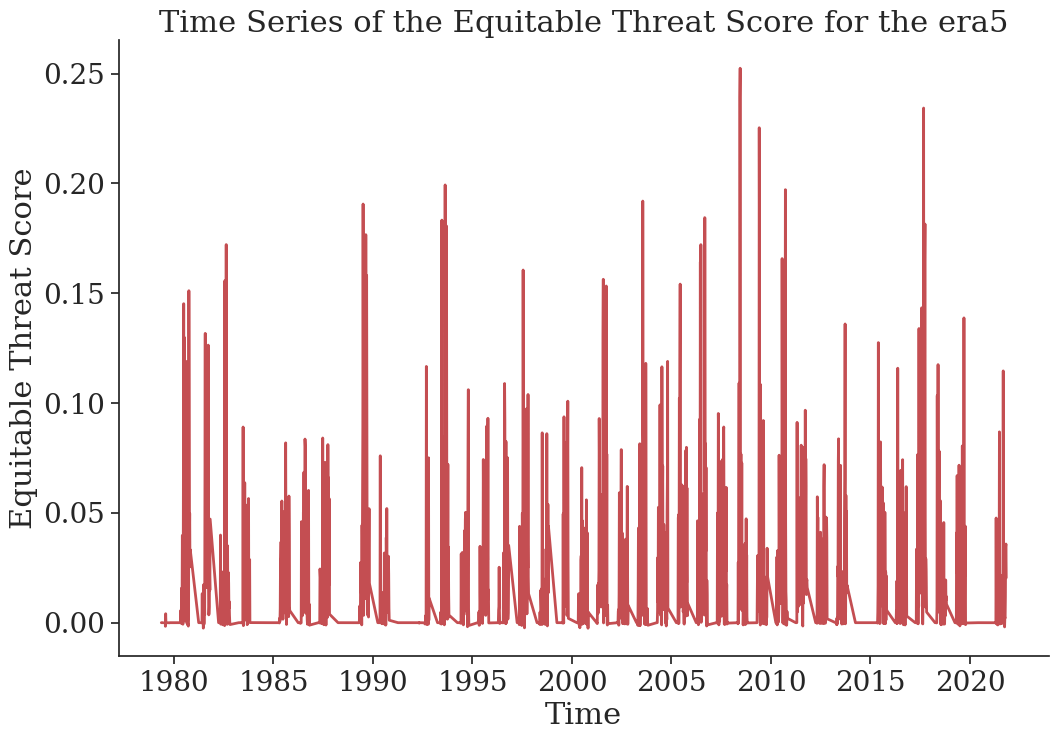 Time Series of the Equitable Threat Score for the era5
Equitable Threat Score
0.25
0.20
0.15
0.10
0.05
0.00
1980 1985 1990 1995 2000 2005 2010 2015 2020
Time